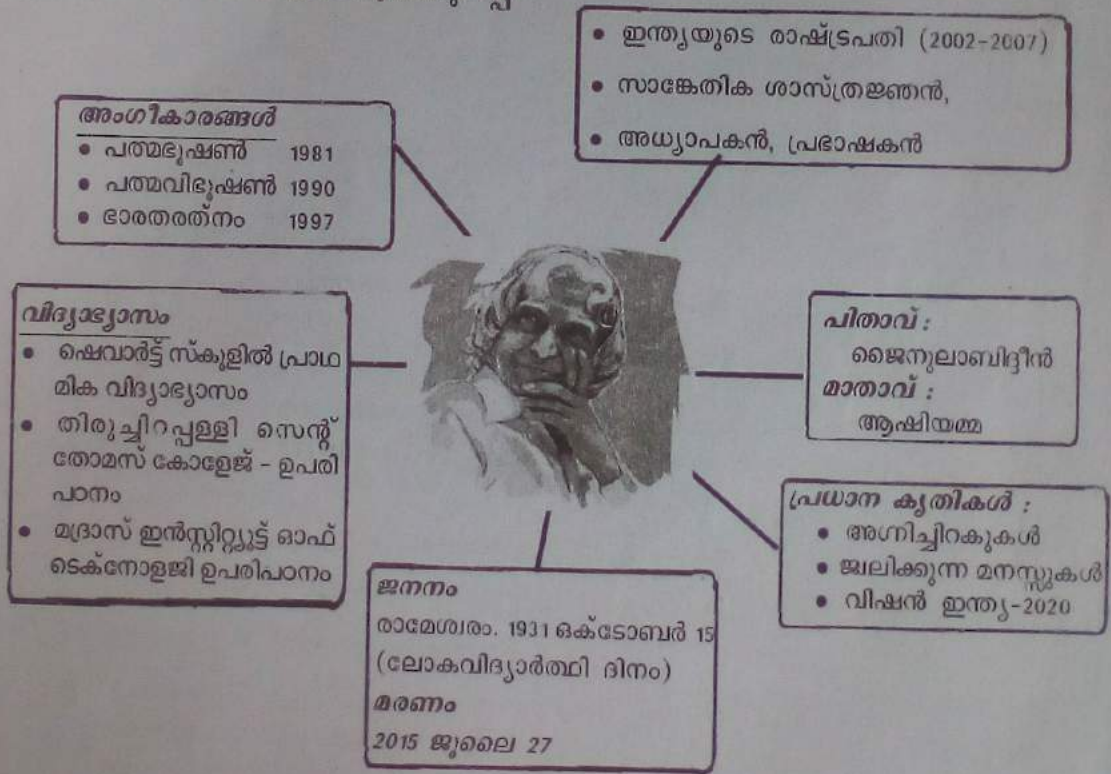 • ഇന്ത്യയുടെ രാഷ്ട്രപതി (2002-2007)
• സാങ്കേതിക ശാസ്ത്രജ്ഞൻ,
• അധ്യാപകൻ, പ്രഭാഷകൻ
അംഗീകാരങ്ങൾ
• പത്മഭൂഷൺ 1981
• പത്മവിഭൂഷൺ 1990
• ഭാരതരത്നം 1997
വിദ്യാഭ്യാസം
• ഷെവാർട്ട് സ്കൂളിൽ പ്രാഥ
മിക വിദ്യാഭ്യാസം
• തിരുച്ചിറപ്പള്ളി സെന്റ്
തോമസ് കോളേജ് - ഉപരി
പഠനം
• മദ്രാസ് ഇൻസ്റ്റിറ്റ്യൂട്ട് ഓഫ്
ടെക്നോളജി ഉപരിപഠനം
പിതാവ് :
ജൈനുലാബിദ്ദീൻ
മാതാവ് :
ആഷിയമ്മ
പ്രധാന കൃതികൾ :
• അഗ്നിച്ചിറകുകൾ
• ജ്വലിക്കുന്ന മനസ്സുകൾ
• വിഷൻ ഇന്ത്യ-2020
ജനനം
രാമേശ്വരം. 1931 ഒക്ടോബർ 15
(ലോകവിദ്യാർത്ഥി ദിനം)
മരണം
2015 ജൂലൈ 27